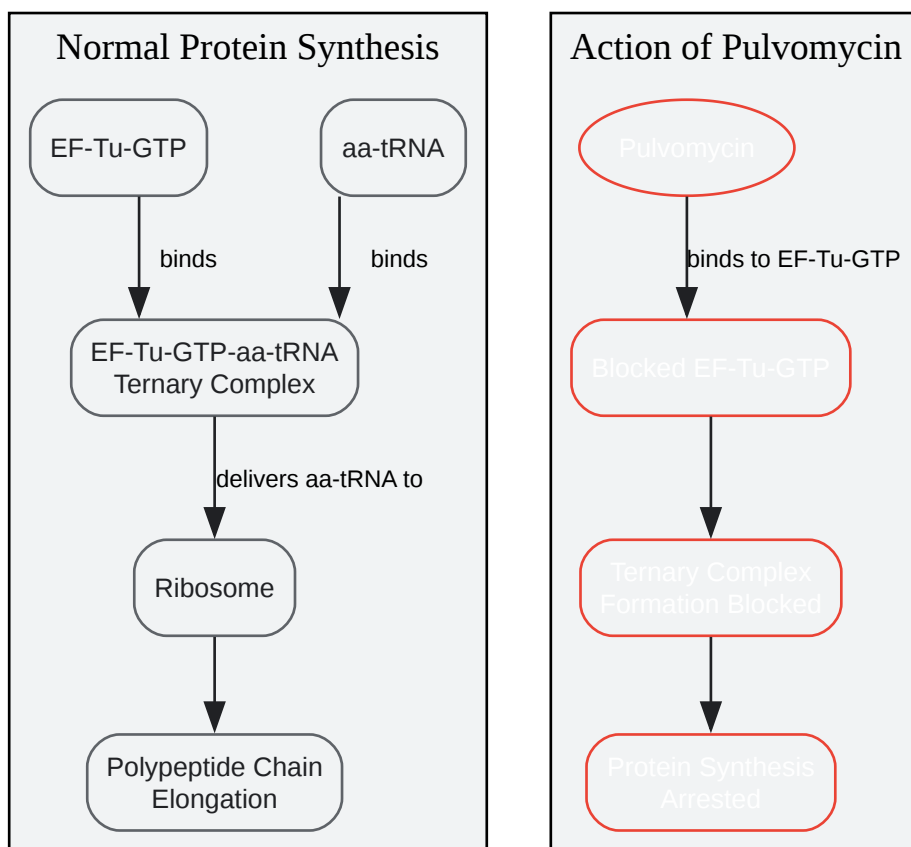 Normal Protein Synthesis
EF-Tu-GTP
aa-tRNA
binds
binds
EF-Tu-GTP-aa-tRNA
Ternary Complex
delivers aa-tRNA to
Ribosome
Polypeptide Chain
Elongation
Action of Pulvomycin
Pulvomycin
binds to EF-Tu-GTP
Blocked EF-Tu-GTP
Ternary Complex
Formation Blocked
Protein Synthesis
Arrested